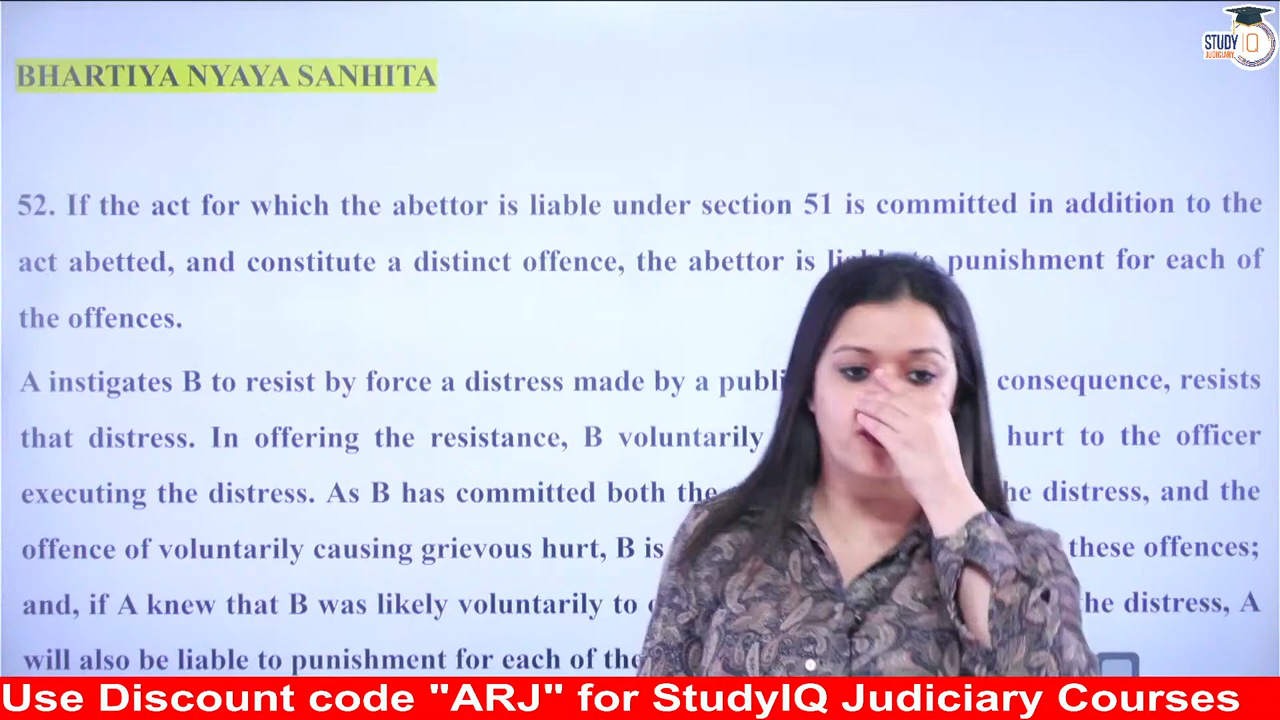 STUDY IQ
JUDICIARY
BHARTIYA NYAYA SANHITA
52. If the act for which the abettor is liable under section 51 is committed in addition to the
act abetted, and constitute a distinct offence, the abettor is punishment for each of
the offences.
A instigates B to resist by force a distress made by a consequence, resists
that distress. In offering the resistance, B voluntarily hurt to the officer
executing the distress. As B has committed both the distress, and the
offence of voluntarily causing grievous hurt, B is these offences;
and, if A knew that B was likely voluntarily to distress, A
will also be liable to punishment for each of
Use Discount code "ARJ" for StudyIQ Judiciary Courses